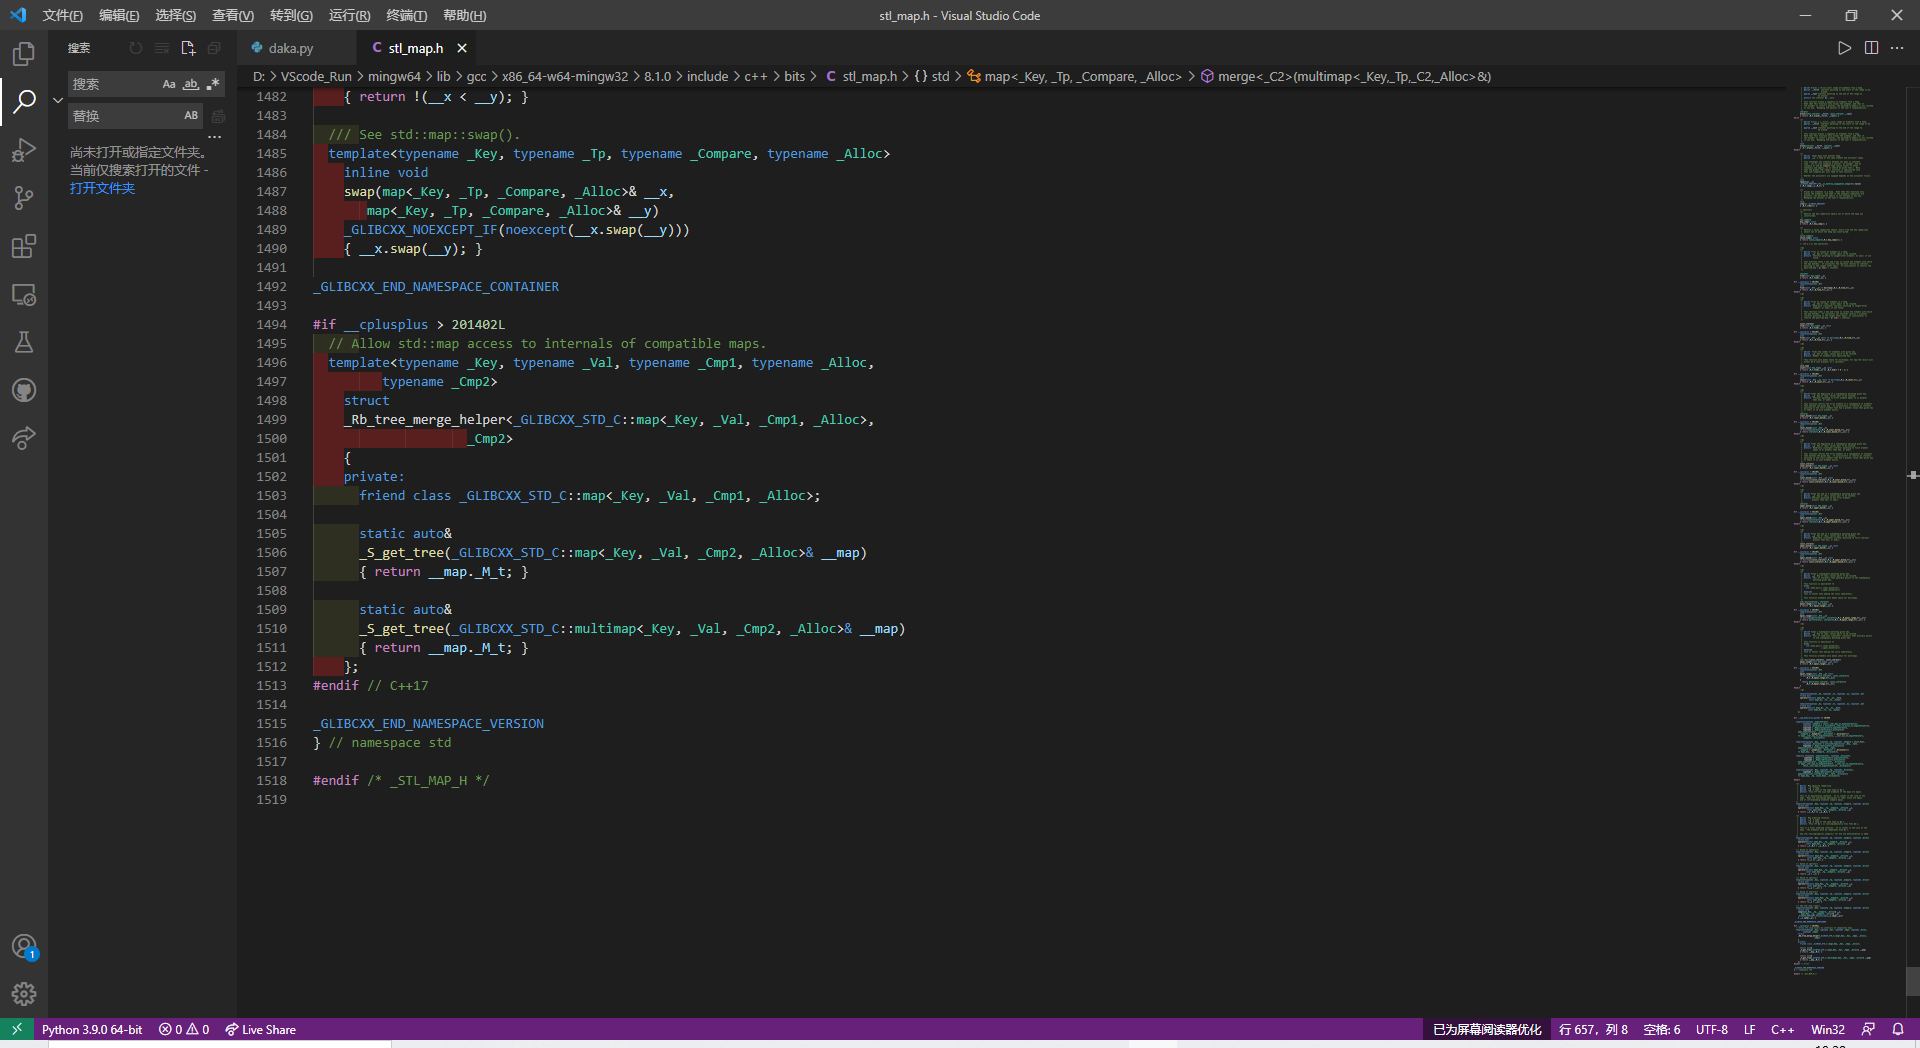 文件(F) 编辑(E) 选择(S) 查看(V) 转到(G) 运行(R) 终端(T) 帮助(H) stl_map.h - Visual Studio Code
搜索
daka.py
stl_map.h
D: > VScode_Run > mingw64 > lib > gcc > x86_64-w64-mingw32 > 8.1.0 > include > c++ > bits > C stl_map.h > {} std > map<_Key, _Tp, _Compare, _Alloc> > merge<_C2>(multimap<_Key,_Tp,_C2,_Alloc>&)
搜索 Aa ab .*
替换 AB
...
尚未打开或指定文件夹。
当前仅搜索打开的文件 -
打开文件夹
1482 { return !(__x < __y); }
1483
1484 /// See std::map::swap().
1485 template<typename _Key, typename _Tp, typename _Compare, typename _Alloc>
1486 inline void
1487 swap(map<_Key, _Tp, _Compare, _Alloc>& __x,
1488 map<_Key, _Tp, _Compare, _Alloc>& __y)
1489 _GLIBCXX_NOEXCEPT_IF(noexcept(__x.swap(__y)))
1490 { __x.swap(__y); }
1491
1492 _GLIBCXX_END_NAMESPACE_CONTAINER
1493
1494 #if __cplusplus > 201402L
1495 // Allow std::map access to internals of compatible maps.
1496 template<typename _Key, typename _Val, typename _Cmp1, typename _Alloc,
1497 typename _Cmp2>
1498 struct
1499 _Rb_tree_merge_helper<_GLIBCXX_STD_C::map<_Key, _Val, _Cmp1, _Alloc>,
1500 _Cmp2>
1501 {
1502 private:
1503 friend class _GLIBCXX_STD_C::map<_Key, _Val, _Cmp1, _Alloc>;
1504
1505 static auto&
1506 _S_get_tree(_GLIBCXX_STD_C::map<_Key, _Val, _Cmp2, _Alloc>& __map)
1507 { return __map._M_t; }
1508
1509 static auto&
1510 _S_get_tree(_GLIBCXX_STD_C::multimap<_Key, _Val, _Cmp2, _Alloc>& __map)
1511 { return __map._M_t; }
1512 };
1513 #endif // C++17
1514
1515 _GLIBCXX_END_NAMESPACE_VERSION
1516 } // namespace std
1517
1518 #endif /* _STL_MAP_H */
1519
1
Python 3.9.0 64-bit 0 0 Live Share 已为屏幕阅读器优化 行 657, 列 8 空格: 6 UTF-8 LF C++ Win32